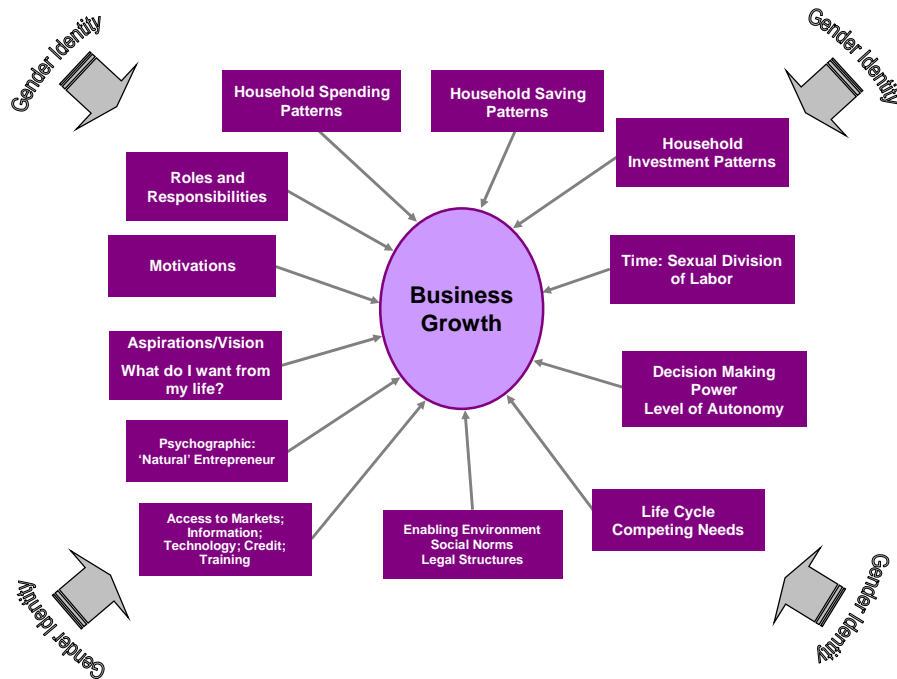 Gender Identity
Gender Identity
Household Spending
Patterns
Household Saving
Patterns
Household
Investment Patterns
Roles and
Responsibilities
Time: Sexual Division
of Labor
Motivations
Business
Growth
Aspirations/Vision
What do I want from
my life?
Decision Making
Power
Level of Autonomy
Psychographic:
‘Natural’ Entrepreneur
Life Cycle
Competing Needs
Access to Markets;
Information;
Technology; Credit;
Training
Enabling Environment
Social Norms
Legal Structures
Gender Identity
Gender Identity